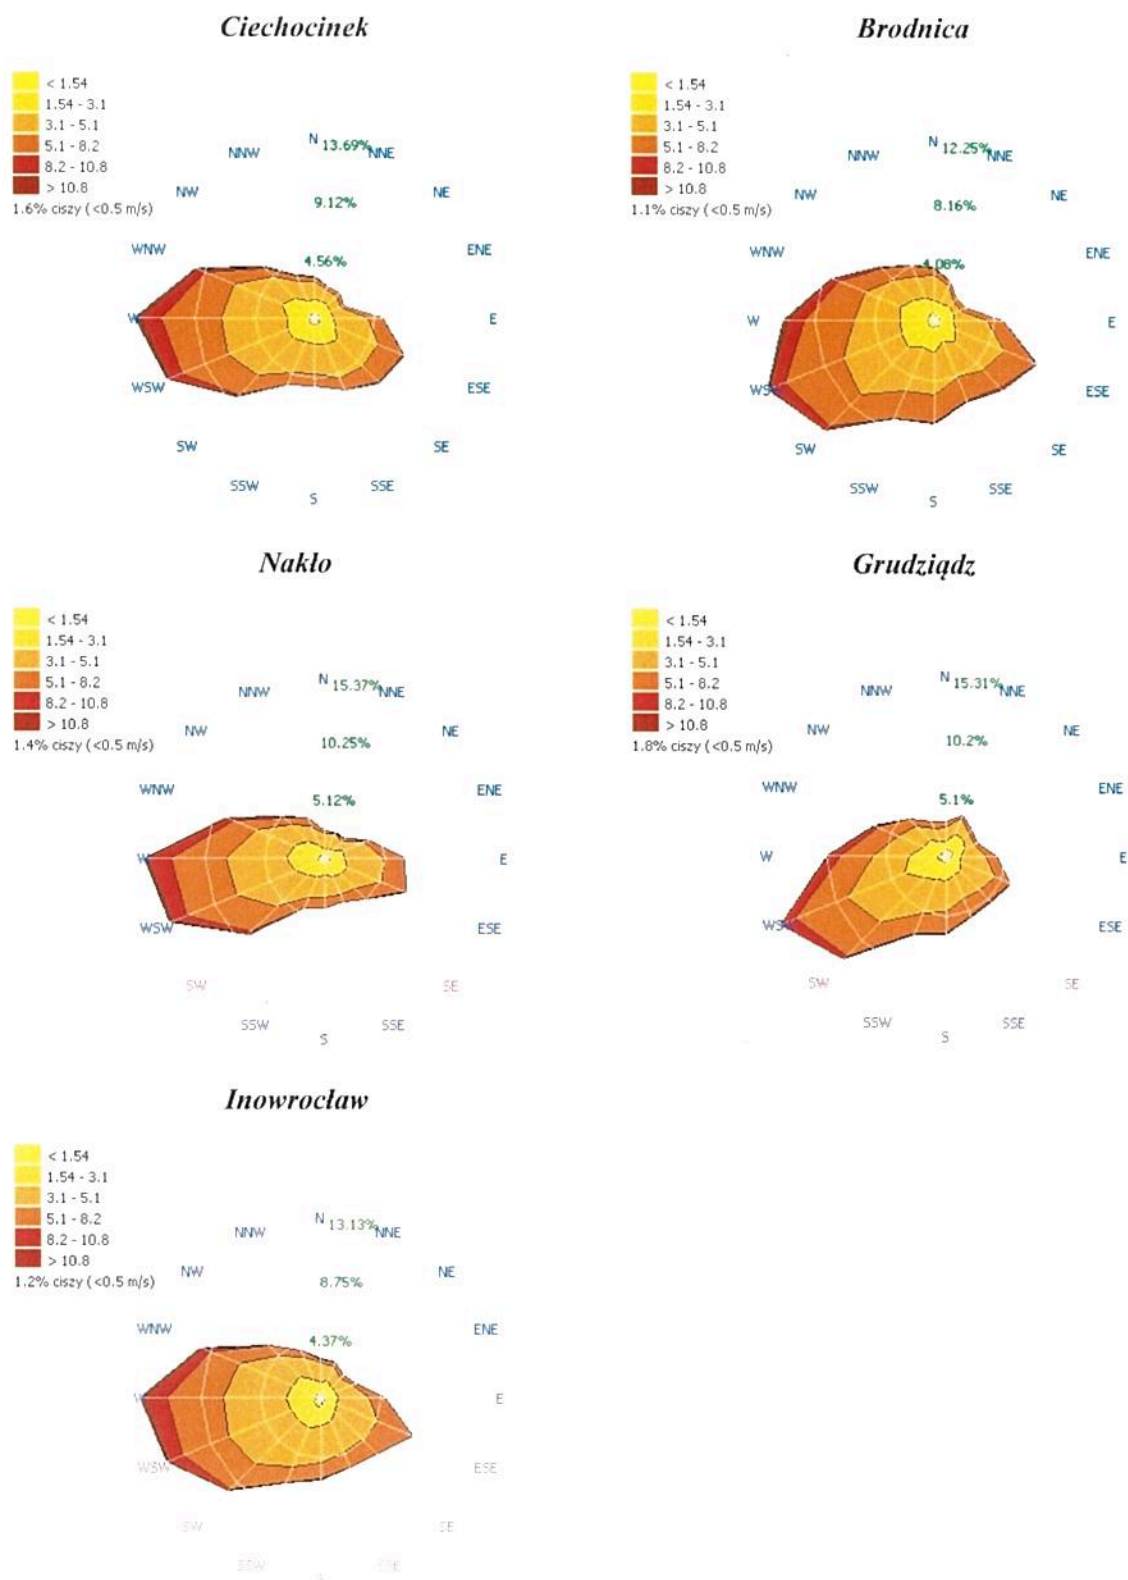 Ciechocinek
< 1.54
1.54 - 3.1
3.1 - 5.1
5.1 - 8.2
8.2 - 10.8
> 10.8
1.6% ciszy (<0.5 m/s)
N 13.69%
NNW NNE
NW NE
9.12%
WNW ENE
4.56%
W E
WSW ESE
SW SE
SSW SSE
S
Brodnica
< 1.54
1.54 - 3.1
3.1 - 5.1
5.1 - 8.2
8.2 - 10.8
> 10.8
1.1% ciszy (<0.5 m/s)
N 12.25%
NNW NNE
NW NE
8.16%
WNW ENE
4.08%
W E
WSW ESE
SW SE
SSW SSE
S
Nakło
< 1.54
1.54 - 3.1
3.1 - 5.1
5.1 - 8.2
8.2 - 10.8
> 10.8
1.4% ciszy (<0.5 m/s)
N 15.37%
NNW NNE
NW NE
10.25%
WNW ENE
5.12%
W E
WSW ESE
SW SE
SSW SSE
S
Grudziądz
< 1.54
1.54 - 3.1
3.1 - 5.1
5.1 - 8.2
8.2 - 10.8
> 10.8
1.8% ciszy (<0.5 m/s)
N 15.31%
NNW NNE
NW NE
10.2%
WNW ENE
5.1%
W E
WSW ESE
SW SE
SSW SSE
S
Inowrocław
< 1.54
1.54 - 3.1
3.1 - 5.1
5.1 - 8.2
8.2 - 10.8
> 10.8
1.2% ciszy (<0.5 m/s)
N 13.13%
NNW NNE
NW NE
8.75%
WNW ENE
4.37%
W E
WSW ESE
SW SE
SSW SSE